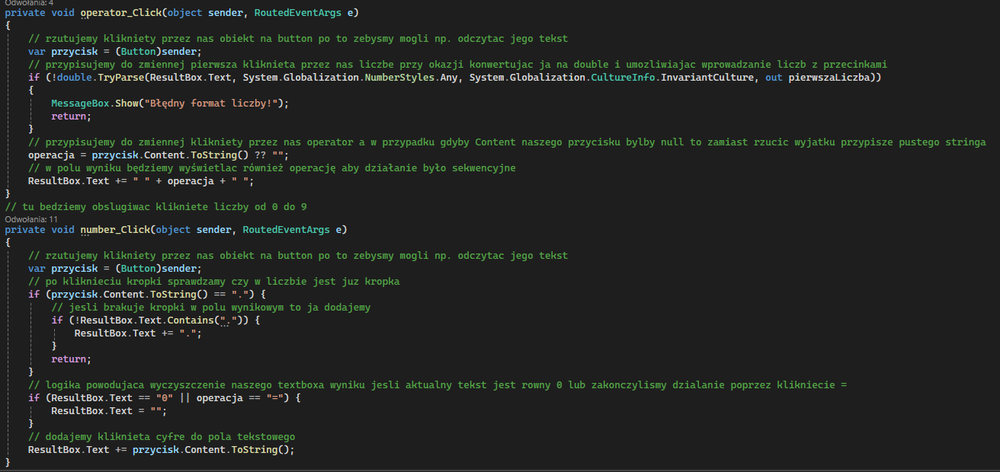 Odwołania: 4
private void operator_Click(object sender, RoutedEventArgs e)
{
// rzutujemy klikniety przez nas obiekt na button po to zebysmy mogli np. odczytac jego tekst
var przycisk = (Button)sender;
// przypisujemy do zmiennej pierwsza kliknieta przez nas liczbe przy okazji konwertujac ja na double i umozliwiajac wprowadzanie liczb z przecinkami
if (!double.TryParse(ResultBox.Text, System.Globalization.NumberStyles.Any, System.Globalization.CultureInfo.InvariantCulture, out pierwszaLiczba))
{
MessageBox.Show("Błędny format liczby!");
return;
}
// przypisujemy do zmiennej klikniety przez nas operator a w przypadku gdyby Content naszego przycisku bylby null to zamiast rzucic wyjatku przypisze pustego stringa
operacja = przycisk.Content.ToString() ?? "";
// w polu wyniku będziemy wyświetlac również operację aby działanie było sekwencyjne
ResultBox.Text += " " + operacja + " ";
}
// tu bedziemy obslugiwac klikniete liczby od 0 do 9
Odwołania: 11
private void number_Click(object sender, RoutedEventArgs e)
{
// rzutujemy klikniety przez nas obiekt na button po to zebysmy mogli np. odczytac jego tekst
var przycisk = (Button)sender;
// po kliknieciu kropki sprawdzamy czy w liczbie jest juz kropka
if (przycisk.Content.ToString() == ".") {
// jesli brakuje kropki w polu wynikowym to ja dodajemy
if (!ResultBox.Text.Contains(".")) {
ResultBox.Text += ".";
}
return;
}
// logika powodujaca wyczyszczenie naszego textboxa wyniku jesli aktualny tekst jest rowny 0 lub zakonczylismy dzialanie poprzez klikniecie =
if (ResultBox.Text == "0" || operacja == "=") {
ResultBox.Text = "";
}
// dodajemy kliknieta cyfre do pola tekstowego
ResultBox.Text += przycisk.Content.ToString();
}